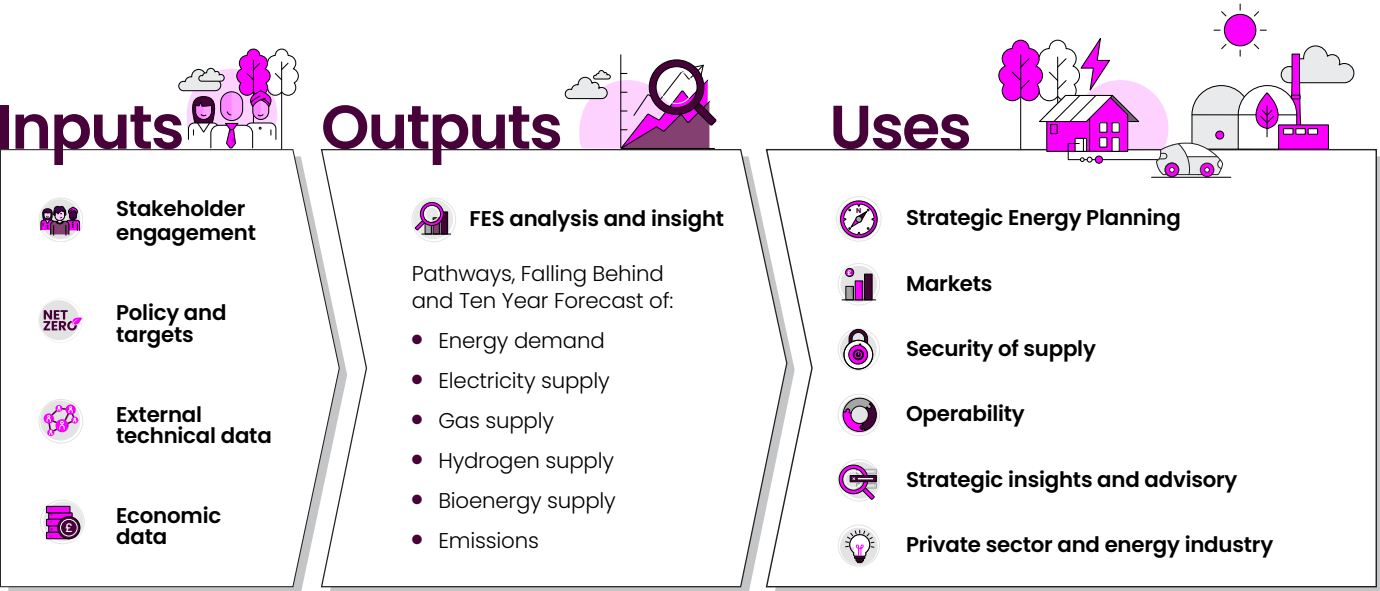 Inputs
Stakeholder
engagement
NET
ZERO
Policy and
targets
External
technical data
£
Economic
data
Outputs
FES analysis and insight
Pathways, Falling Behind
and Ten Year Forecast of:
Energy demand
Electricity supply
Gas supply
Hydrogen supply
Bioenergy supply
Emissions
Uses
N
Strategic Energy Planning
£
Markets
Security of supply
Operability
Strategic insights and advisory
Private sector and energy industry